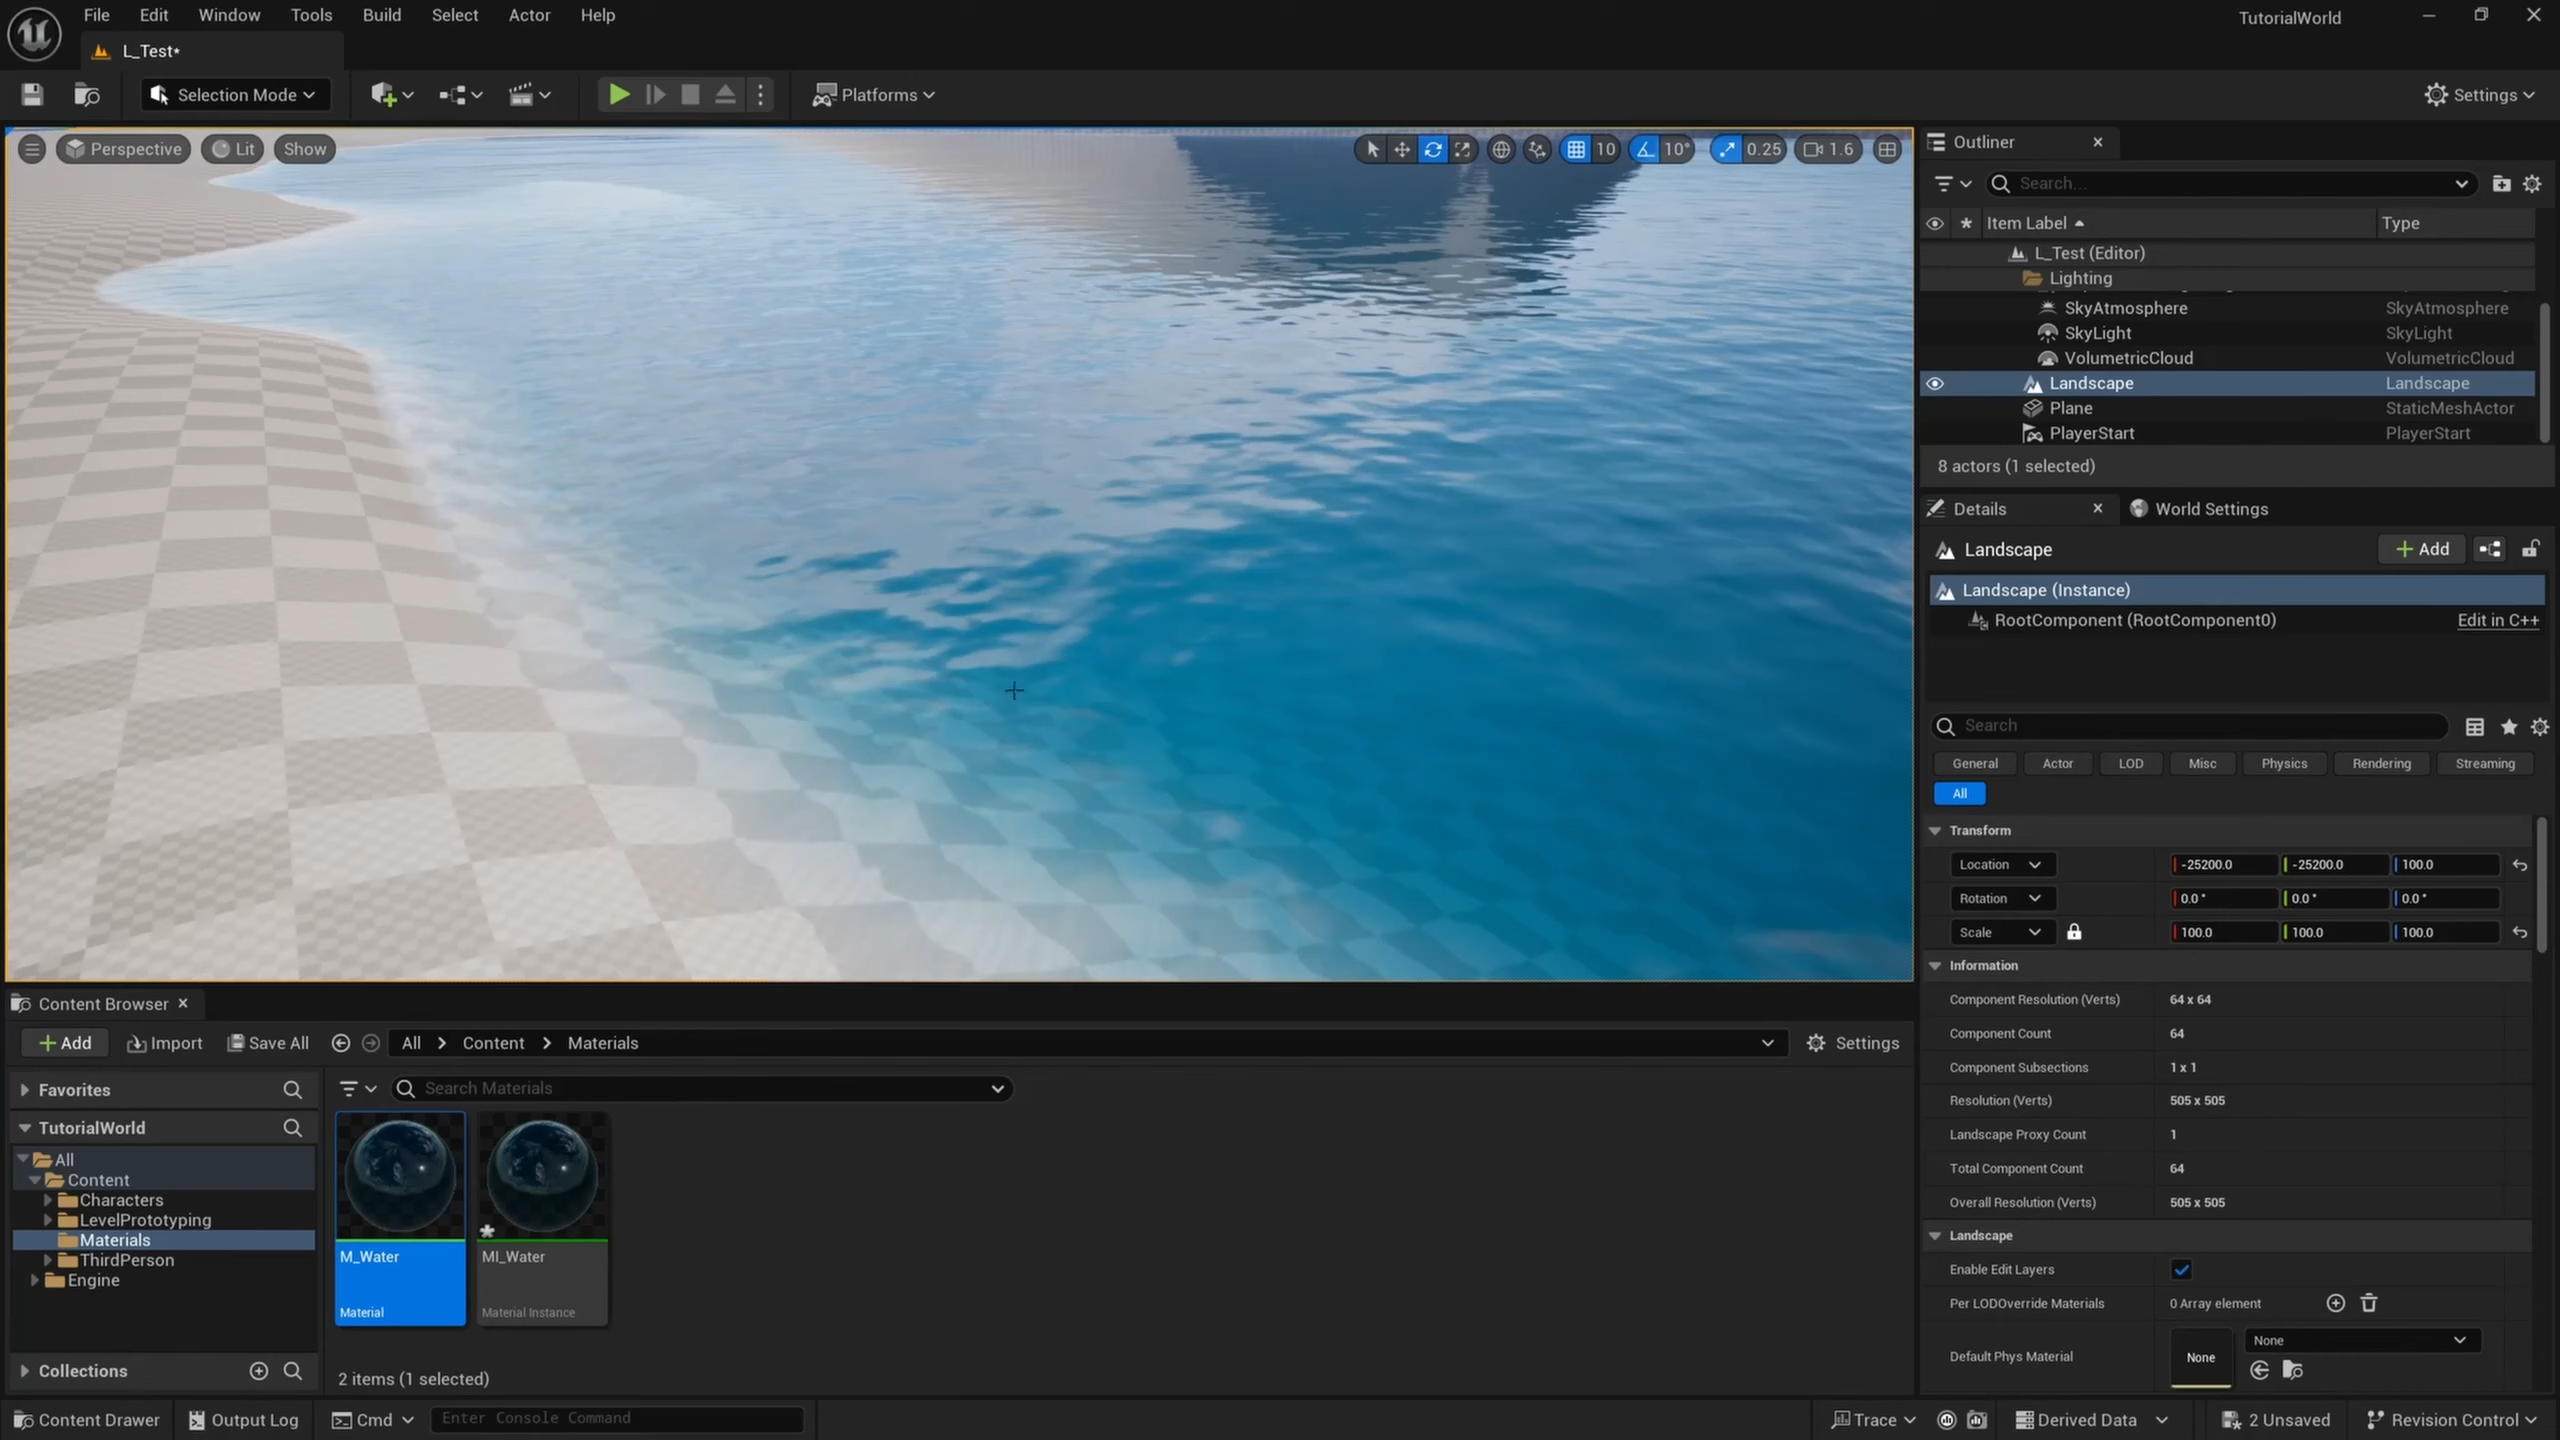 File Edit Window Tools Build Select Actor Help
TutorialWorld
L_Test*
Selection Mode
Platforms
Settings
Perspective Lit Show
10 10° 0.25 1.6
Outliner
Search...
Item Label Type
L_Test (Editor)
Lighting
SkyAtmosphere SkyAtmosphere
SkyLight SkyLight
VolumetricCloud VolumetricCloud
Landscape Landscape
Plane StaticMeshActor
PlayerStart PlayerStart
8 actors (1 selected)
Details World Settings
Landscape Add
Landscape (Instance)
RootComponent (RootComponent0) Edit in C++
Search
General Actor LOD Misc Physics Rendering Streaming
All
Transform
Location -25200.0 -25200.0 100.0
Rotation 0.0 ° 0.0 ° 0.0 °
Scale 100.0 100.0 100.0
Information
Component Resolution (Verts) 64 x 64
Component Count 64
Component Subsections 1 x 1
Resolution (Verts) 505 x 505
Landscape Proxy Count 1
Total Component Count 64
Overall Resolution (Verts) 505 x 505
Landscape
Enable Edit Layers
Per LODOverride Materials 0 Array element
Default Phys Material None None
Content Browser
Add Import Save All All Content Materials Settings
Favorites
Search Materials
TutorialWorld
All
Content
Characters
LevelPrototyping
Materials
ThirdPerson
Engine
M_Water
Material
MI_Water
Material Instance
Collections
2 items (1 selected)
Content Drawer Output Log Cmd Enter Console Command
Trace Derived Data 2 Unsaved Revision Control